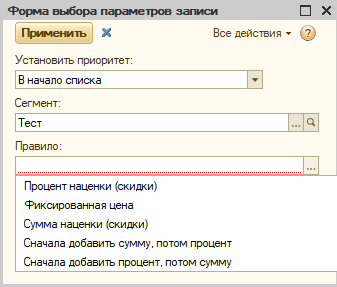 Форма выбора параметров записи
Применить
Все действия
?
Установить приоритет:
В начало списка
Сегмент:
Тест
...
Правило:
...
Процент наценки (скидки)
Фиксированная цена
Сумма наценки (скидки)
Сначала добавить сумму, потом процент
Сначала добавить процент, потом сумму